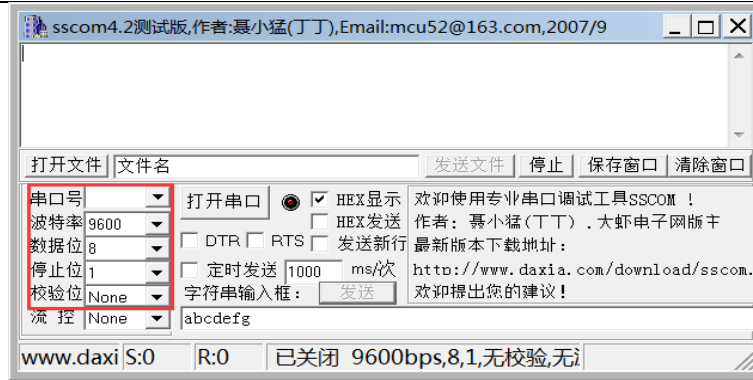 sscom4.2测试版,作者:聂小猛(丁丁),Email:mcu52@163.com,2007/9
打开文件 文件名 发送文件 停止 保存窗口 清除窗口
串口号 打开串口 HEX显示 欢迎使用专业串口调试工具SSCOM !
波特率 9600 HEX发送 作者: 聂小猛(丁丁) .大虾电子网版主
数据位 8 DTR RTS 发送新行 最新版本下载地址:
停止位 1 定时发送 1000 ms/次 http://www.daxia.com/download/sscom.
校验位 None 字符串输入框: 发送 欢迎提出您的建议!
流 控 None abcdefg
www.daxi S:0 R:0 已关闭 9600bps,8,1,无校验,无